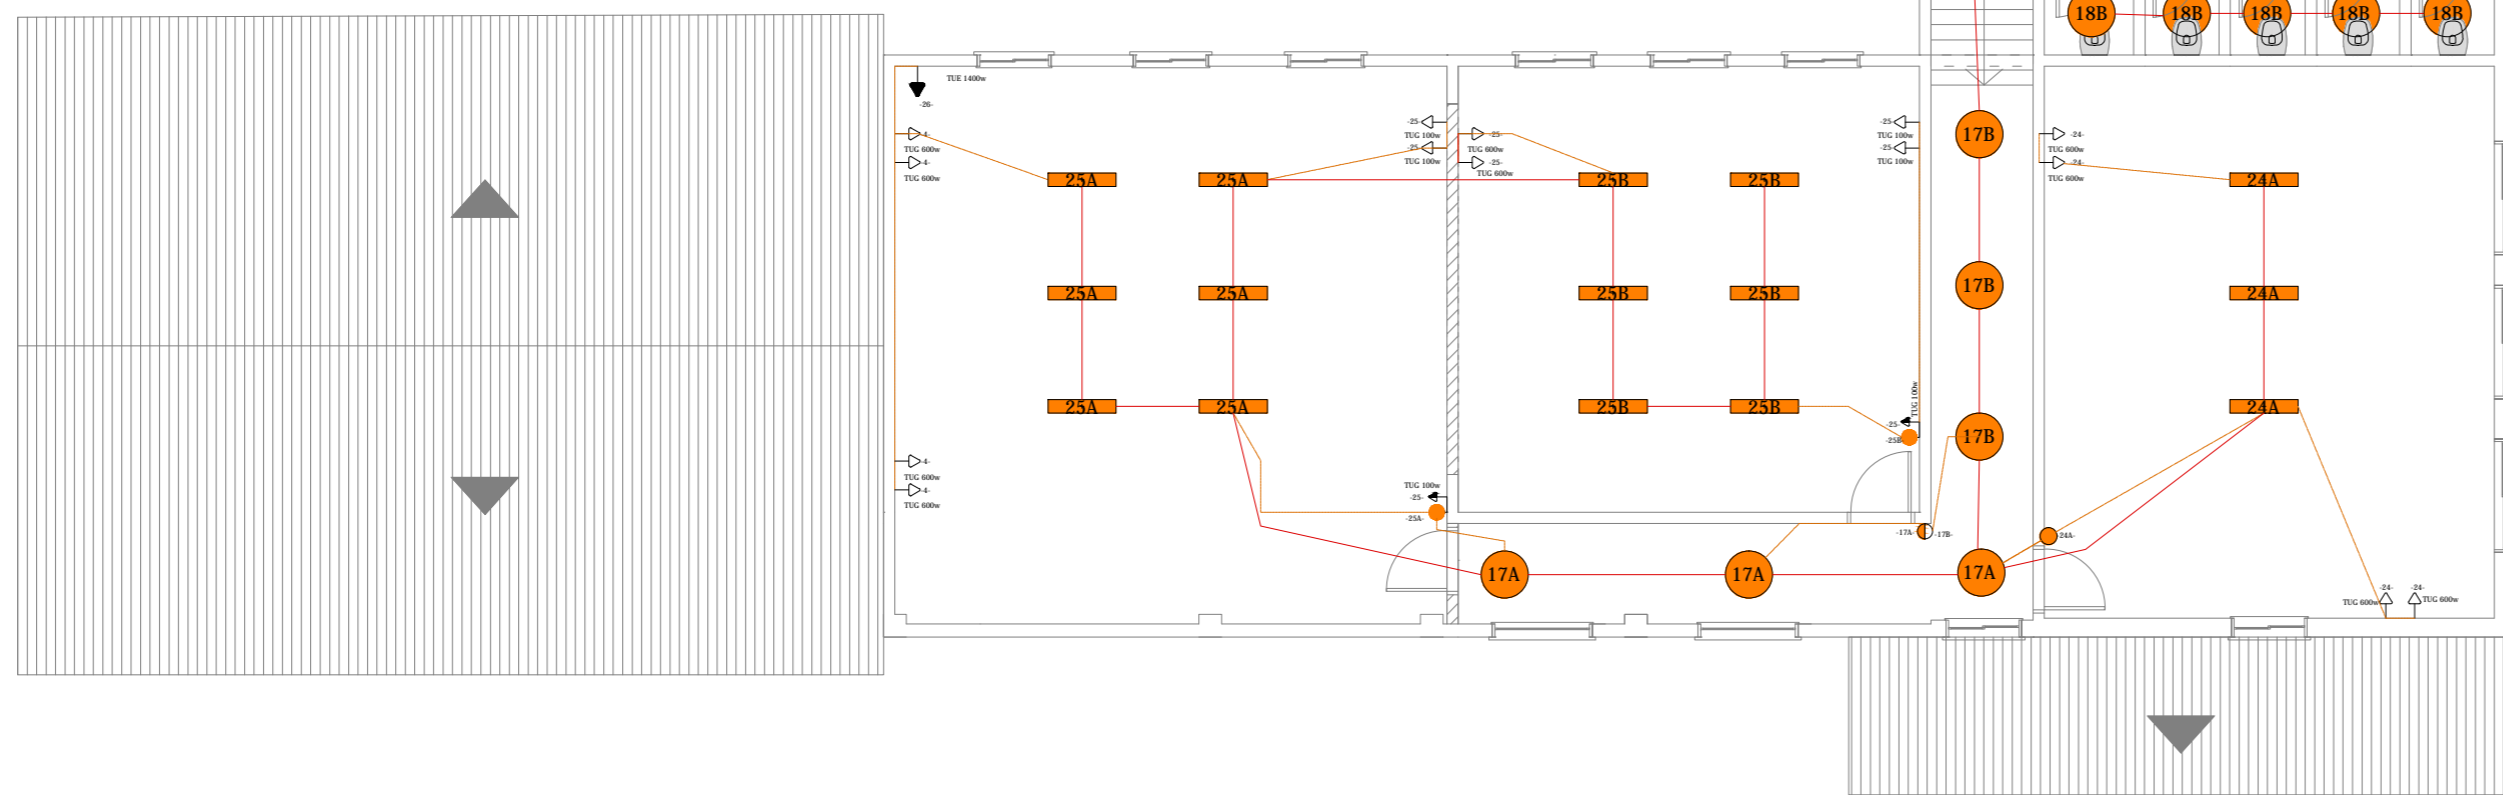 18B 18B 18B 18B 18B
TUE 1400w
-26-
-4-
TUG 600w
-4-
TUG 600w
-25-
TUG 100w
-25-
TUG 100w
-25-
TUG 600w
-25-
TUG 600w
-25-
TUG 100w
-25-
TUG 100w
17B
-24-
TUG 600w
-24-
TUG 600w
25A 25A 25B 25B 24A
17B
25A 25A 25B 25B 24A
25A 25A 25B 25B 24A
TUG 100w
-25-
-25B-
17B
-4-
TUG 600w
-4-
TUG 600w
TUG 100w
-25-
-25A-
-17A- -17B-
-24A-
17A 17A 17A
-24- -24-
TUG 600w TUG 600w